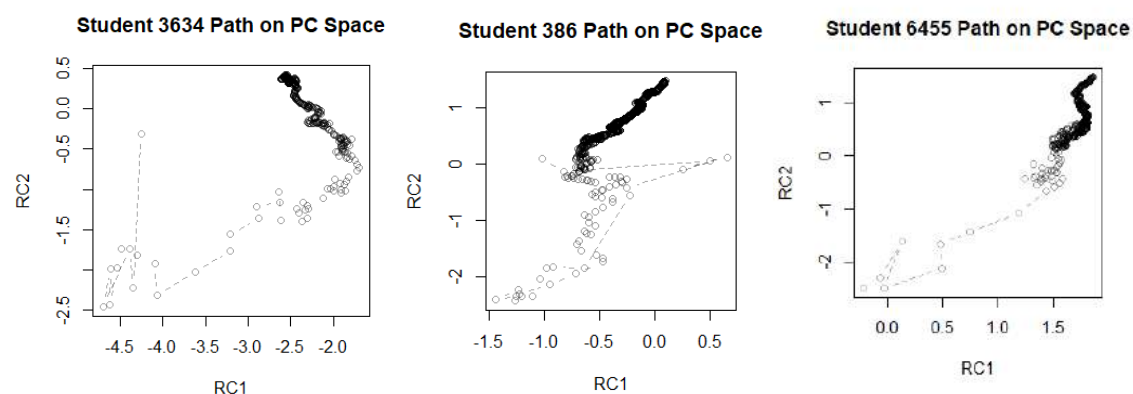 Student 3634 Path on PC Space
RC2
0.5
0.0
-0.5
-1.5
-2.5
-4.5 -4.0 -3.5 -3.0 -2.5 -2.0
RC1
Student 386 Path on PC Space
RC2
1
0
-1
-2
-1.5 -1.0 -0.5 0.0 0.5
RC1
Student 6455 Path on PC Space
RC2
1
0
-1
-2
0.0 0.5 1.0 1.5
RC1